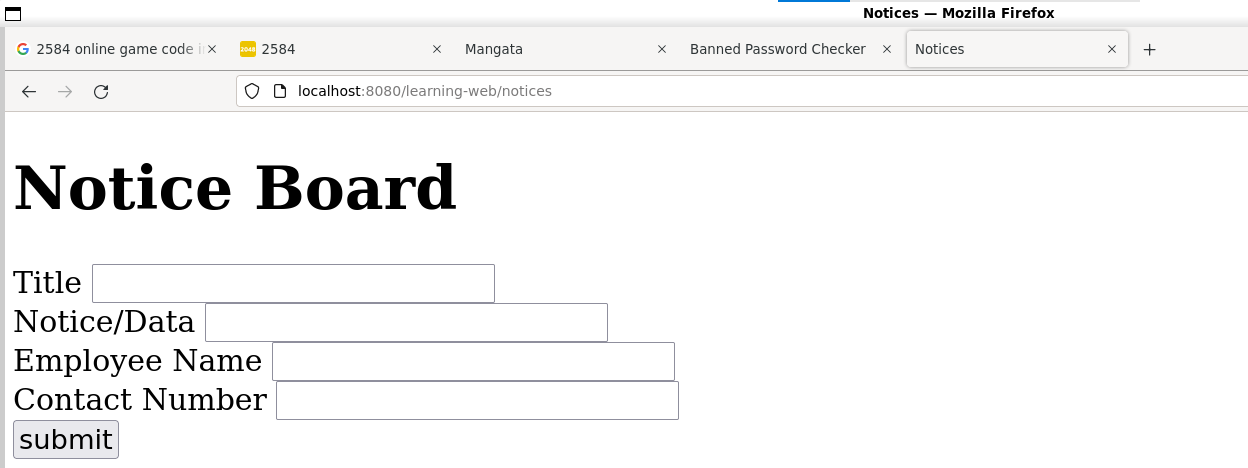 Notices — Mozilla Firefox
2584 online game code
2048 2584
Mangata
Banned Password Checker
Notices
localhost:8080/learning-web/notices
Notice Board
Title
Notice/Data
Employee Name
Contact Number
submit